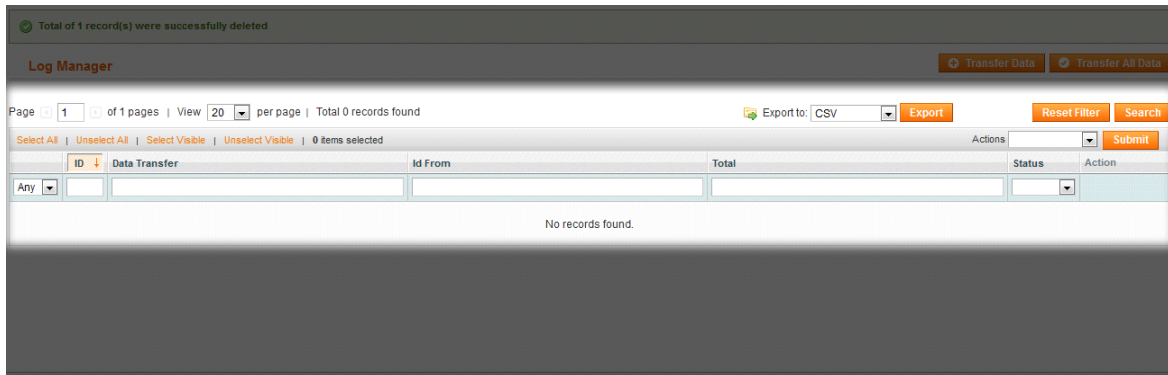 Total of 1 record(s) were successfully deleted
Log Manager Transfer Data Transfer All Data
Page 1 of 1 pages | View 20 per page | Total 0 records found Export to: CSV Export Reset Filter Search
Select All | Unselect All | Select Visible | Unselect Visible | 0 items selected Actions Submit
ID Data Transfer Id From Total Status Action
Any
No records found.